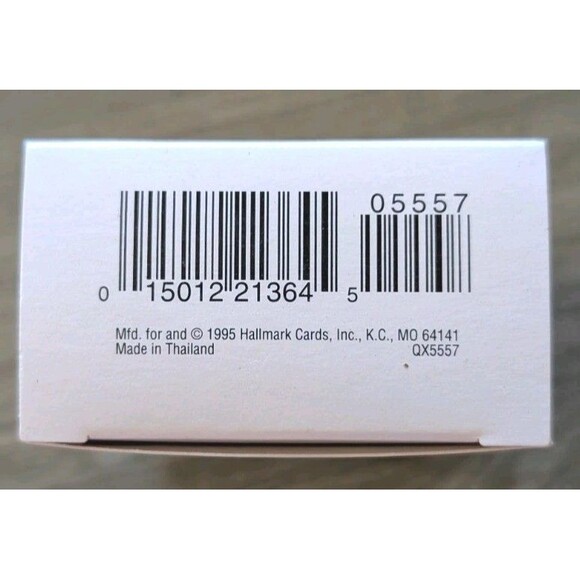 05557
0 15012 21364 5
Mfd. for and © 1995 Hallmark Cards, Inc., K.C., MO 64141
Made in Thailand QX5557